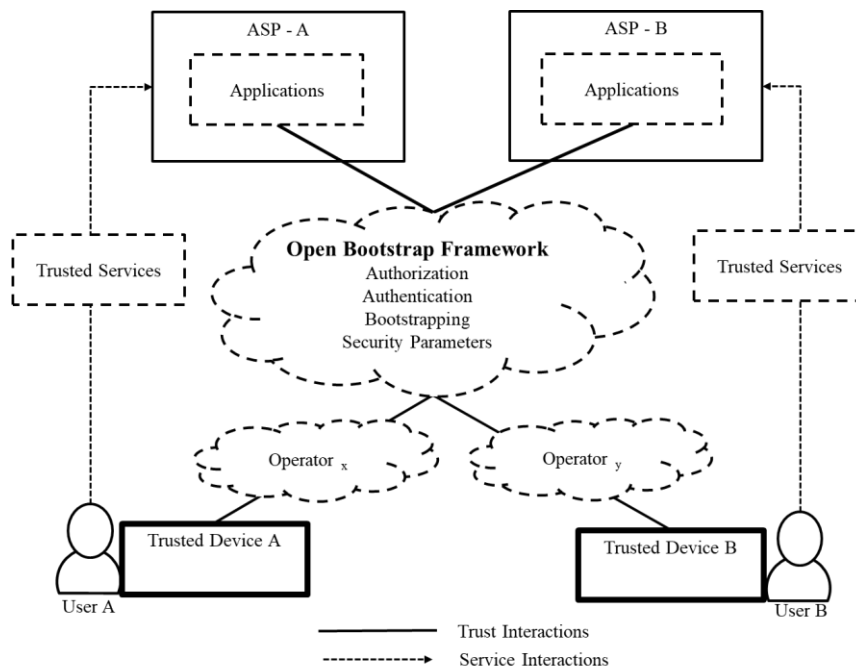 ASP - A
ASP - B
Applications
Applications
Open Bootstrap Framework
Authorization
Authentication
Bootstrapping
Security Parameters
Trusted Services
Trusted Services
Operator x
Operator y
Trusted Device A
Trusted Device B
User A
User B
Trust Interactions
Service Interactions